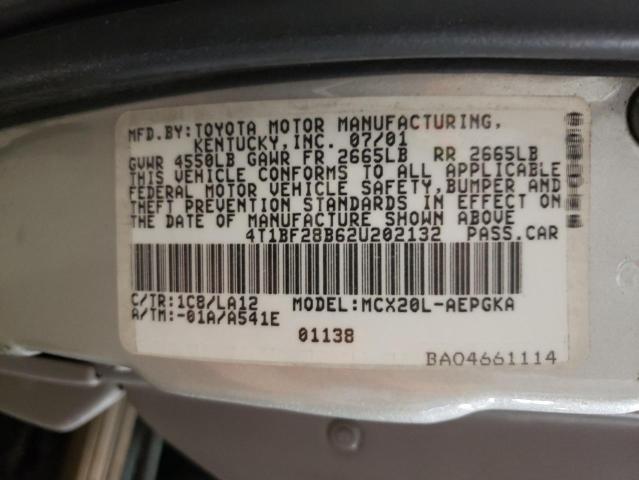 MFD.BY:TOYOTA MOTOR MANUFACTURING,
KENTUCKY,INC. 07/01
GVWR 4550LB GAWR FR 2665LB RR 2665LB
THIS VEHICLE CONFORMS TO ALL APPLICABLE
FEDERAL MOTOR VEHICLE SAFETY,BUMPER AND
THEFT PREVENTION STANDARDS IN EFFECT ON
THE DATE OF MANUFACTURE SHOWN ABOVE
4T1BF28B62U202132 PASS.CAR
C/TR:1C8/LA12 MODEL:MCX20L-AEPGKA
A/TM:-01A/A541E
01138
BA04661114